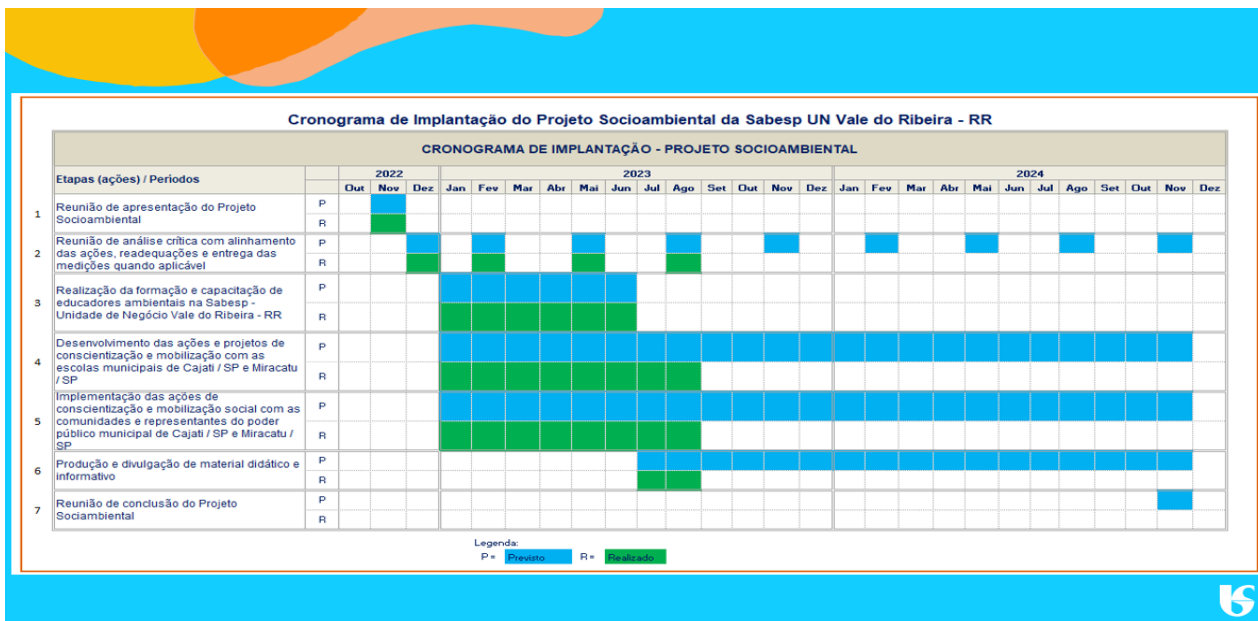 Cronograma de Implantação do Projeto Socioambiental da Sabesp UN Vale do Ribeira - RR
CRONOGRAMA DE IMPLANTAÇÃO - PROJETO SOCIOAMBIENTAL
Etapas (ações) / Periodos
2022 2023 2024
Out Nov Dez Jan Fev Mar Abr Mai Jun Jul Ago Set Out Nov Dez Jan Fev Mar Abr Mai Jun Jul Ago Set Out Nov Dez
1
Reunião de apresentação do Projeto
Socioambiental
P
R
2
Reunião de análise crítica com alinhamento
das ações, readequações e entrega das
medições quando aplicável
P
R
3
Realização da formação e capacitação de
educadores ambientais na Sabesp -
Unidade de Negócio Vale do Ribeira - RR
P
R
4
Desenvolvimento das ações e projetos de
conscientização e mobilização com as
escolas municipais de Cajati / SP e Miracatu
/ SP
P
R
5
Implementação das ações de
conscientização e mobilização social com as
comunidades e representantes do poder
público municipal de Cajati / SP e Miracatu /
SP
P
R
6
Produção e divulgação de material didático e
informativo
P
R
7
Reunião de conclusão do Projeto
Sociambiental
P
R
Legenda:
P = Previsto R = Realizado